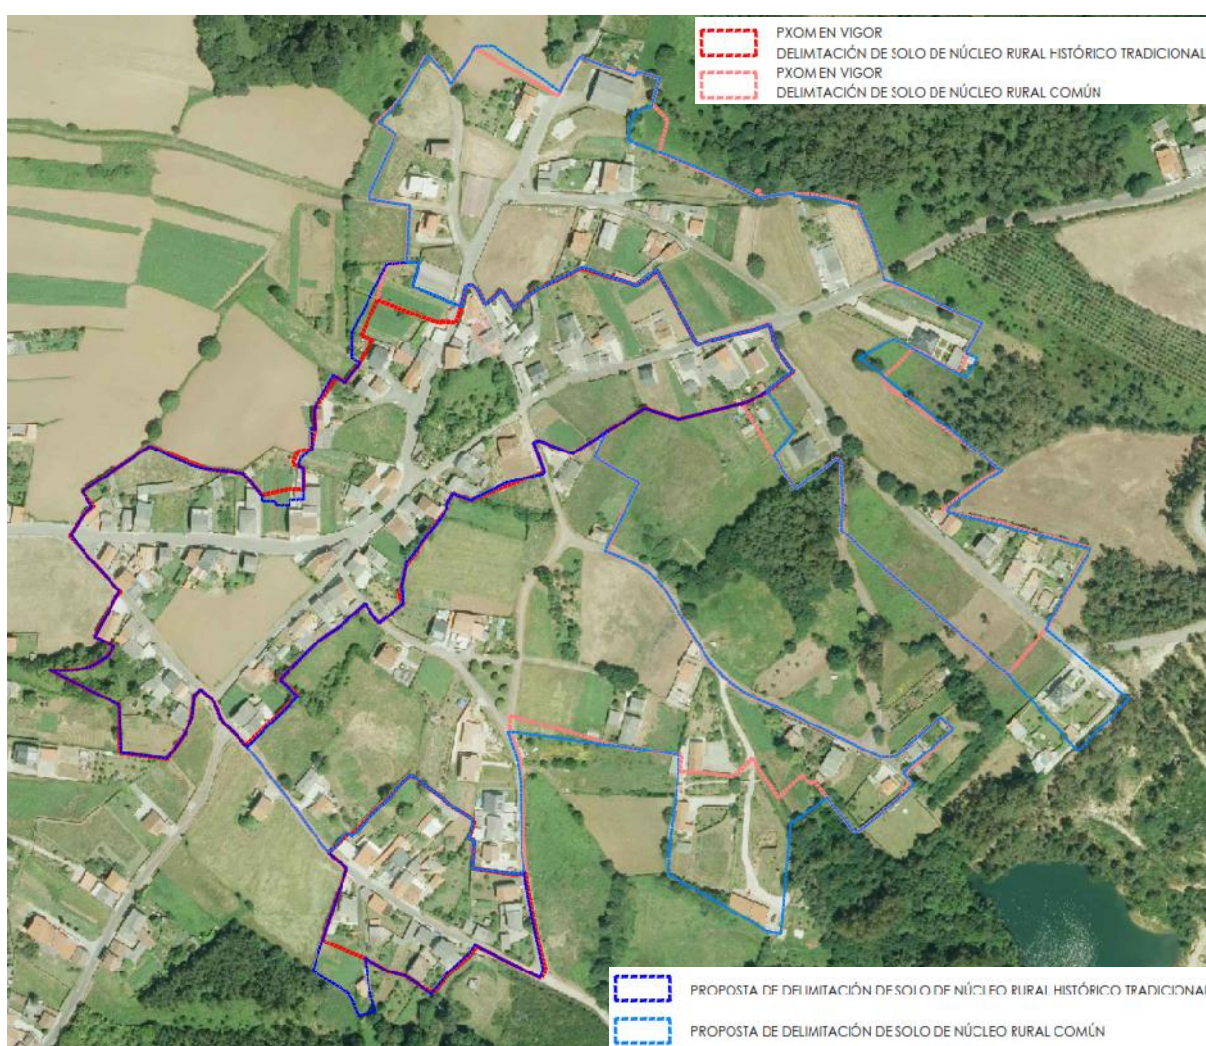 PXOM EN VIGOR
DELIMTACIÓN DE SOLO DE NÚCLEO RURAL HISTÓRICO TRADICIONAL
PXOM EN VIGOR
DELIMTACIÓN DE SOLO DE NÚCLEO RURAL COMÚN
PROPOSTA DE DELIMITACIÓN DE SOLO DE NÚCLEO RURAL HISTÓRICO TRADICIONAL
PROPOSTA DE DELIMITACIÓN DE SOLO DE NÚCLEO RURAL COMÚN